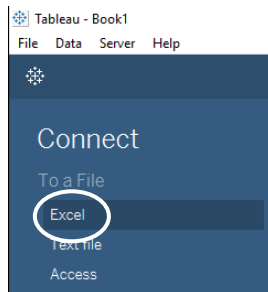 Tableau - Book1
File Data Server Help
Connect
To a File
Excel
Text file
Access